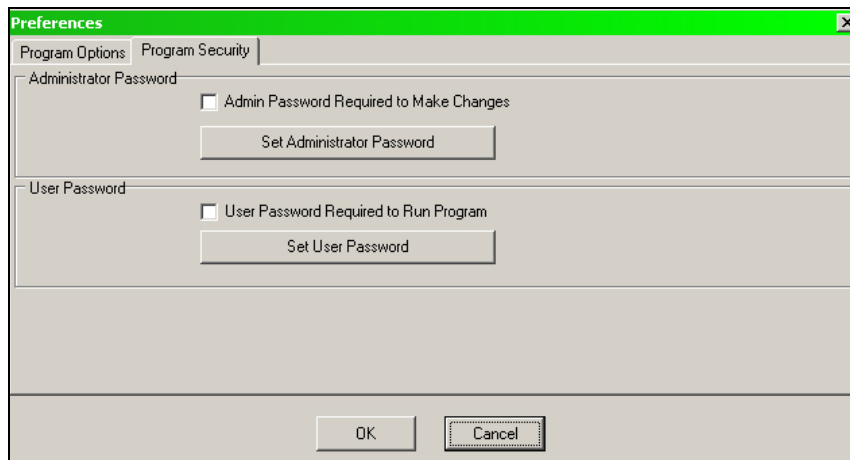 Preferences
Program Options Program Security
Administrator Password
Admin Password Required to Make Changes
Set Administrator Password
User Password
User Password Required to Run Program
Set User Password
OK Cancel